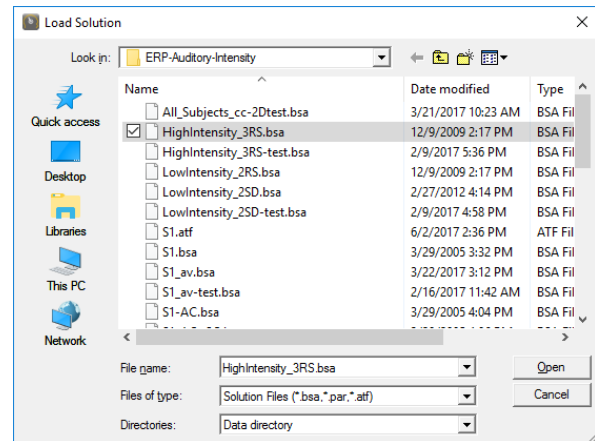 Load Solution
Look in: ERP-Auditory-Intensity
Name Date modified Type
All_Subjects_cc-2Dtest.bsa 3/21/2017 10:23 AM BSA Fil
HighIntensity_3RS.bsa 12/9/2009 2:17 PM BSA Fil
HighIntensity_3RS-test.bsa 2/9/2017 5:36 PM BSA Fil
LowIntensity_2RS.bsa 12/9/2009 2:17 PM BSA Fil
LowIntensity_2SD.bsa 2/27/2012 4:14 PM BSA Fil
LowIntensity_2SD-test.bsa 2/9/2017 4:58 PM BSA Fil
S1.atf 6/2/2017 2:36 PM ATF Fil
S1.bsa 3/29/2005 3:32 PM BSA Fil
S1_av.bsa 3/22/2017 3:12 PM BSA Fil
S1_av-test.bsa 2/16/2017 11:42 AM BSA Fil
S1-AC.bsa 3/29/2005 4:04 PM BSA Fil
Quick access
Desktop
Libraries
This PC
Network
File name: HighIntensity_3RS.bsa Open
Files of type: Solution Files (*.bsa,*.par,*.atf) Cancel
Directories: Data directory